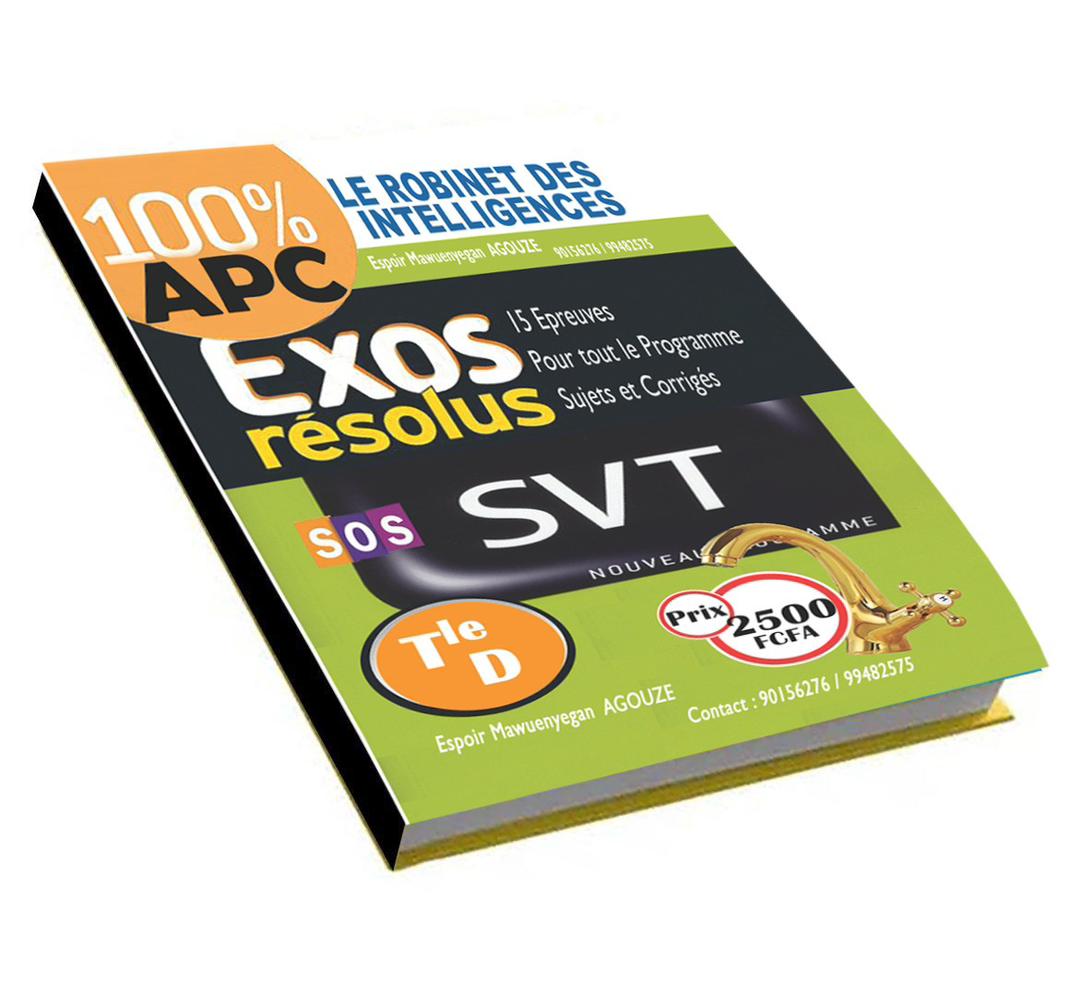 100%
APC
LE ROBINET DES
INTELLIGENCES
Espoir Mawuenyegan AGOUZE 90156276 / 99482575
Exos
résolus
15 Epreuves
Pour tout le Programme
Sujets et Corrigés
SVT
SOS
NOUVEAU PROGRAMME
Tle
D
Prix
2500
FCFA
Espoir Mawuenyegan AGOUZE
Contact : 90156276 / 99482575